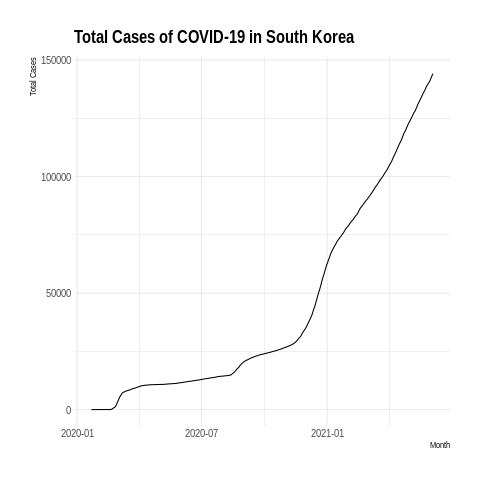 Total Cases of COVID-19 in South Korea
Total Cases
150000
100000
50000
0
2020-01 2020-07 2021-01
Month